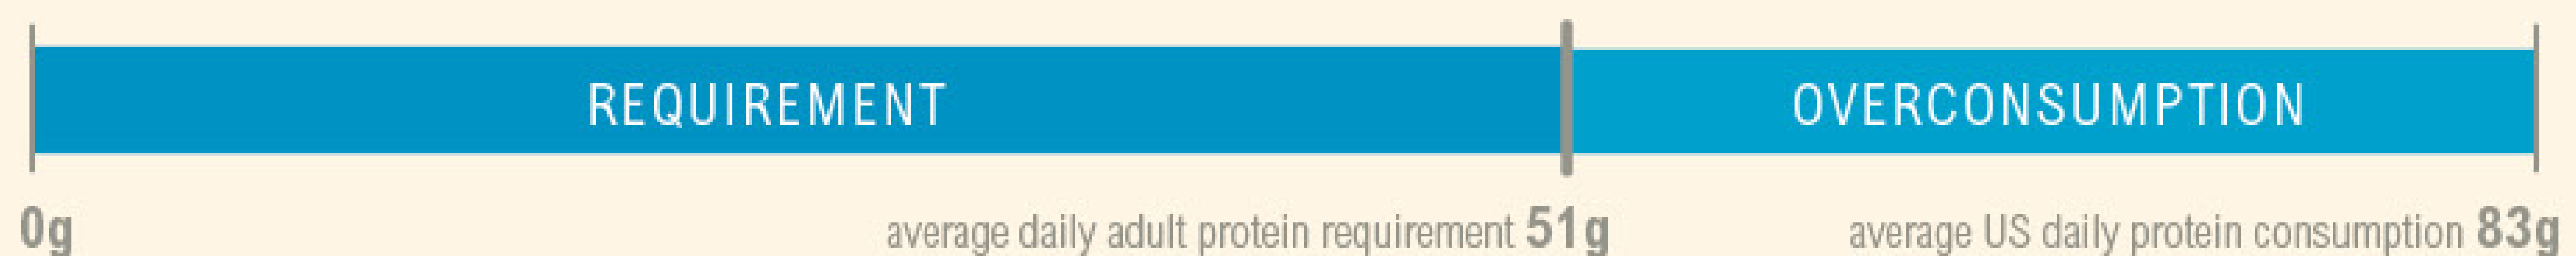 REQUIREMENT OVERCONSUMPTION
0g average daily adult protein requirement 51g average US daily protein consumption 83g